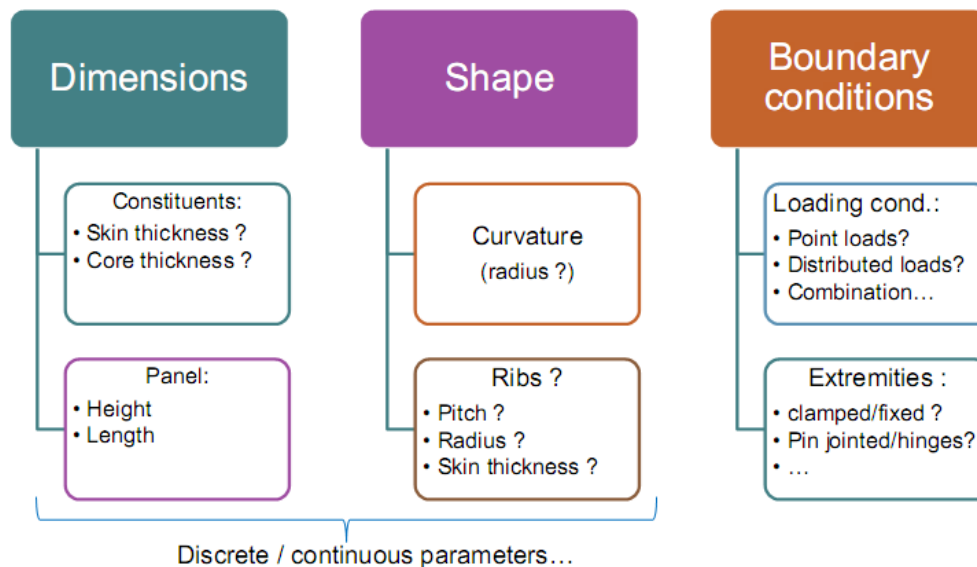 Dimensions
Constituents:
• Skin thickness ?
• Core thickness ?
Panel:
• Height
• Length
Shape
Curvature
(radius ?)
Ribs ?
• Pitch ?
• Radius ?
• Skin thickness ?
Boundary
conditions
Loading cond.:
• Point loads?
• Distributed loads?
• Combination…
Extremities :
• clamped/fixed ?
• Pin jointed/hinges?
• …
Discrete / continuous parameters…